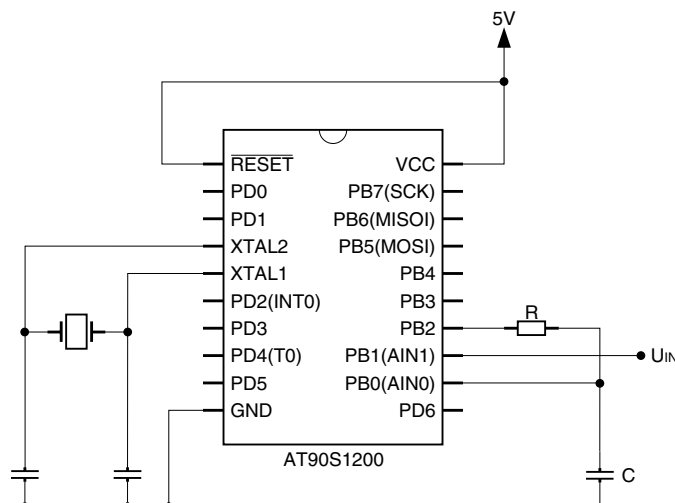 5V
RESET
VCC
PD0
PB7(SCK)
PD1
PB6(MISOI)
XTAL2
PB5(MOSI)
XTAL1
PB4
PD2(INT0)
PB3
PD3
PB2
R
PD4(T0)
PB1(AIN1)
UIN
PD5
PB0(AIN0)
GND
PD6
AT90S1200
C